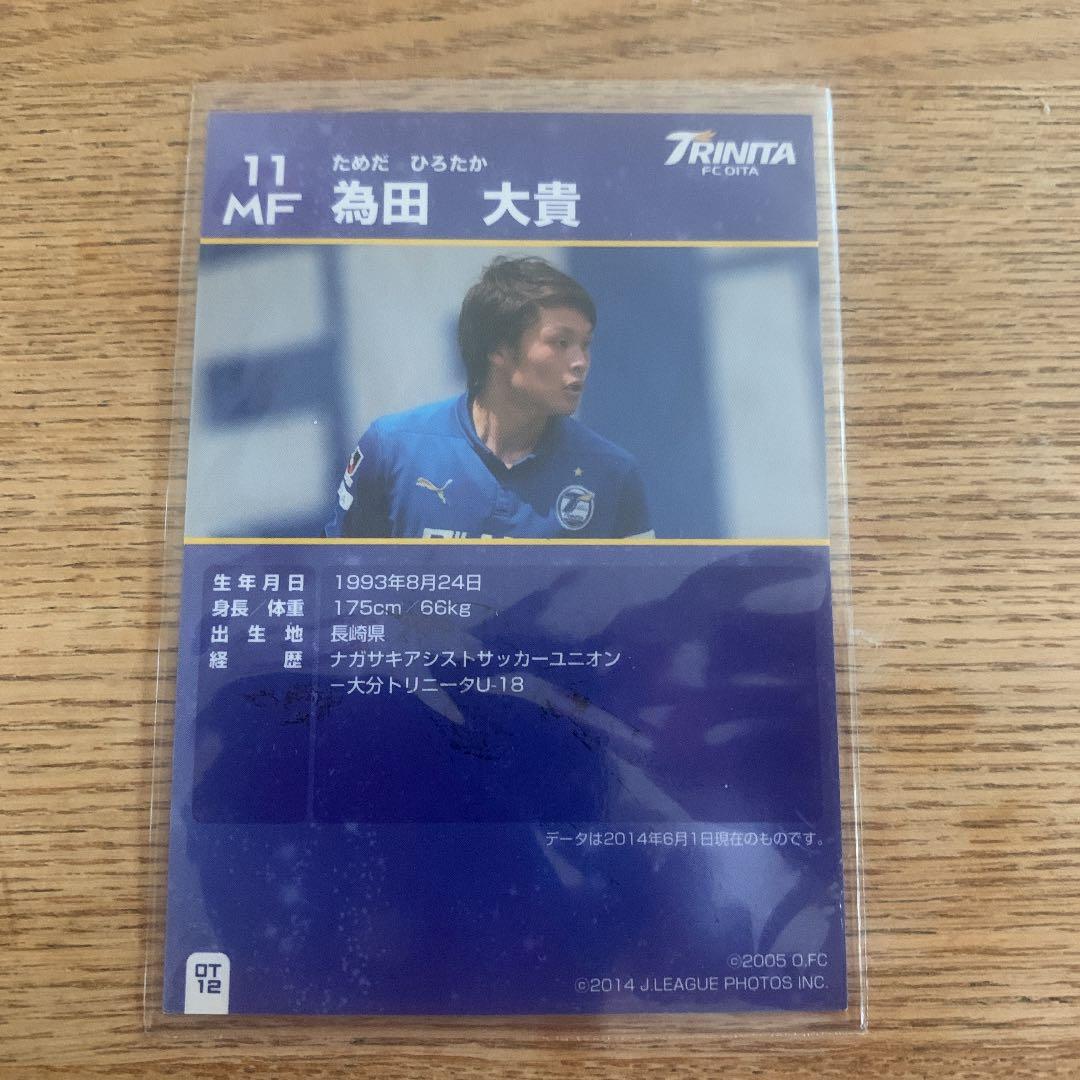 11
MF
ためだ ひろたか
為田 大貴
TRINITA
FC OITA
生年月日 1993年8月24日
身長/体重 175cm/66kg
出生地 長崎県
経歴 ナガサキアシストサッカーユニオン
－大分トリニータU-18
データは2014年6月1日現在のものです。
OT
12
©2005 O.FC
©2014 J.LEAGUE PHOTOS INC.